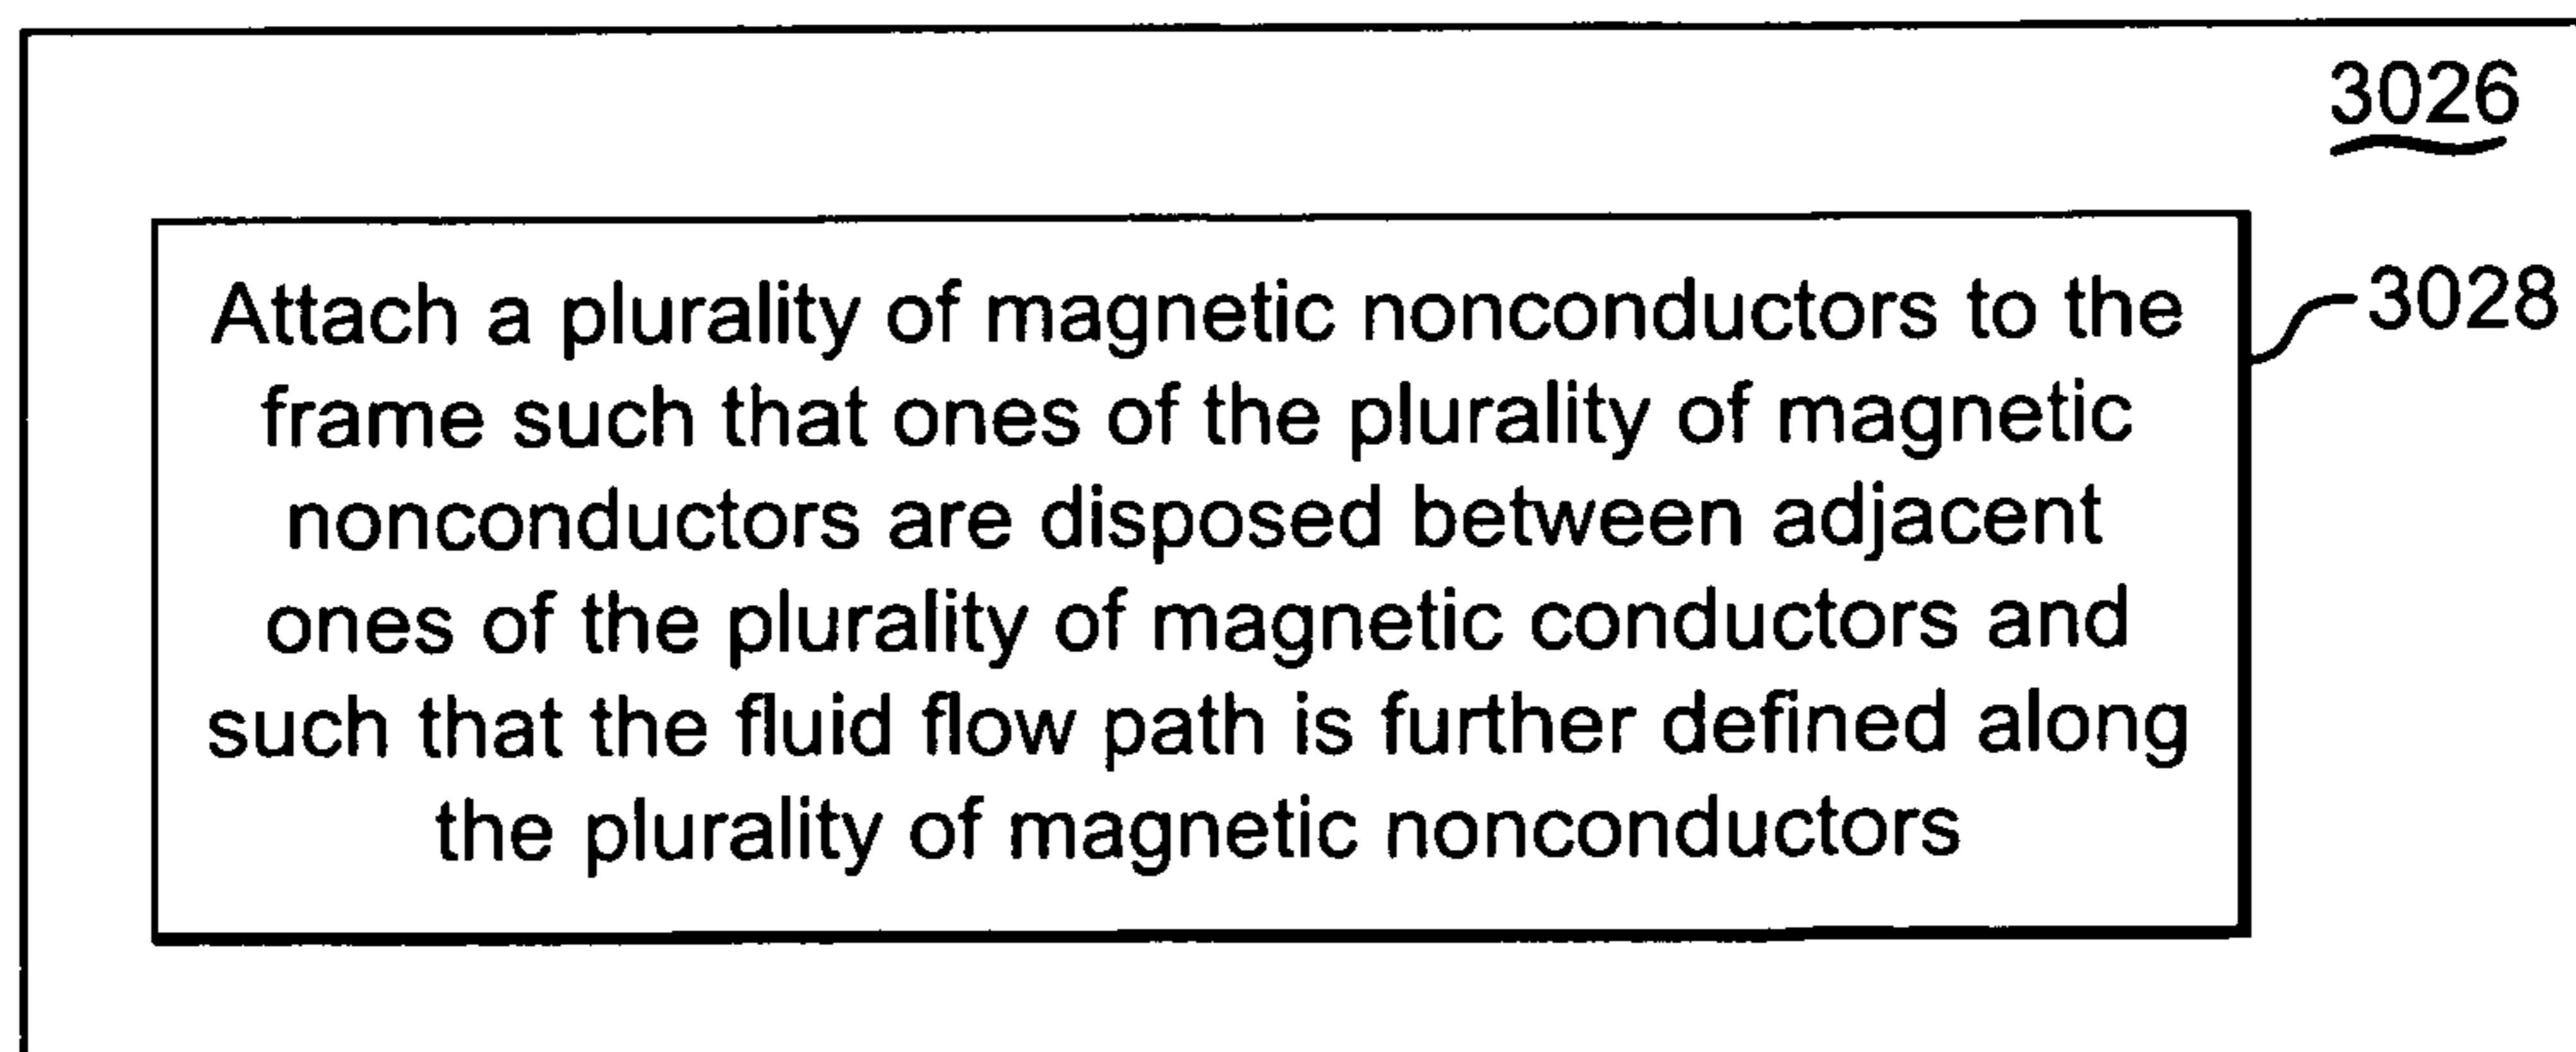 3026
Attach a plurality of magnetic nonconductors to the
frame such that ones of the plurality of magnetic
nonconductors are disposed between adjacent
ones of the plurality of magnetic conductors and
such that the fluid flow path is further defined along
the plurality of magnetic nonconductors
3028